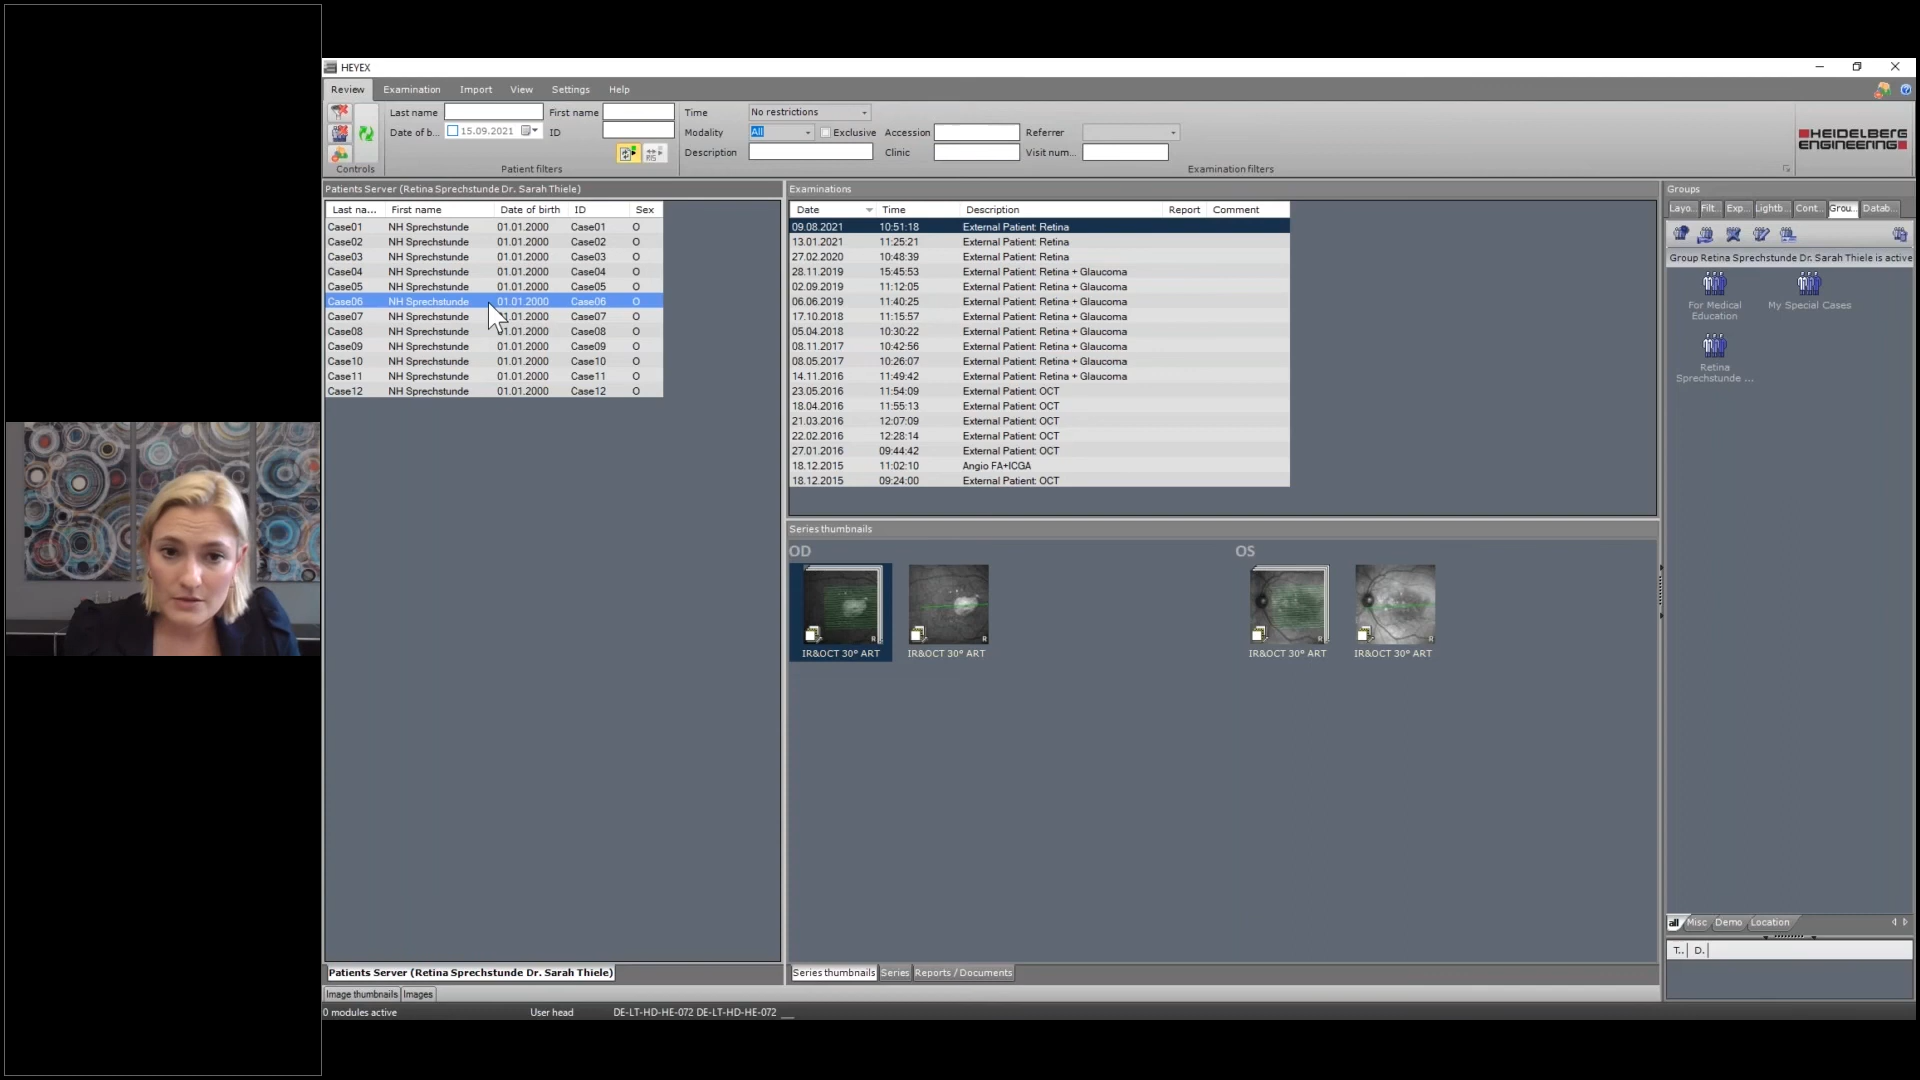 HEYEX
Review Examination Import View Settings Help
Last name First name Time No restrictions
Date of b... 15.09.2021 ID Modality All Exclusive Accession Referrer
Description Clinic Visit num...
Controls Patient filters Examination filters
HEIDELBERG
ENGINEERING
Patients Server (Retina Sprechstunde Dr. Sarah Thiele)
Last na... First name Date of birth ID Sex
Case01 NH Sprechstunde 01.01.2000 Case01 O
Case02 NH Sprechstunde 01.01.2000 Case02 O
Case03 NH Sprechstunde 01.01.2000 Case03 O
Case04 NH Sprechstunde 01.01.2000 Case04 O
Case05 NH Sprechstunde 01.01.2000 Case05 O
Case06 NH Sprechstunde 01.01.2000 Case06 O
Case07 NH Sprechstunde 01.01.2000 Case07 O
Case08 NH Sprechstunde 01.01.2000 Case08 O
Case09 NH Sprechstunde 01.01.2000 Case09 O
Case10 NH Sprechstunde 01.01.2000 Case10 O
Case11 NH Sprechstunde 01.01.2000 Case11 O
Case12 NH Sprechstunde 01.01.2000 Case12 O
Examinations
Date Time Description Report Comment
09.08.2021 10:51:18 External Patient: Retina
13.01.2021 11:25:21 External Patient: Retina
27.02.2020 10:48:39 External Patient: Retina
28.11.2019 15:45:53 External Patient: Retina + Glaucoma
02.09.2019 11:12:05 External Patient: Retina + Glaucoma
06.06.2019 11:40:25 External Patient: Retina + Glaucoma
17.10.2018 11:15:57 External Patient: Retina + Glaucoma
05.04.2018 10:30:22 External Patient: Retina + Glaucoma
08.11.2017 10:42:56 External Patient: Retina + Glaucoma
08.05.2017 10:26:07 External Patient: Retina + Glaucoma
14.11.2016 11:49:42 External Patient: Retina + Glaucoma
23.05.2016 11:54:09 External Patient: OCT
18.04.2016 11:55:13 External Patient: OCT
21.03.2016 12:07:09 External Patient: OCT
22.02.2016 12:28:14 External Patient: OCT
27.01.2016 09:44:42 External Patient: OCT
18.12.2015 11:02:10 Angio FA+ICGA
18.12.2015 09:24:00 External Patient: OCT
Series thumbnails
OD OS
IR&OCT 30° ART IR&OCT 30° ART IR&OCT 30° ART IR&OCT 30° ART
Groups
Layo.. Filt.. Exp... Lightb... Cont... Grou... Datab...
Group Retina Sprechstunde Dr. Sarah Thiele is active
For Medical
Education
My Special Cases
Retina
Sprechstunde ...
all Misc Demo Location
T.. D.
Patients Server (Retina Sprechstunde Dr. Sarah Thiele)
Series thumbnails Series Reports / Documents
Image thumbnails Images
0 modules active User head DE-LT-HD-HE-072 DE-LT-HD-HE-072